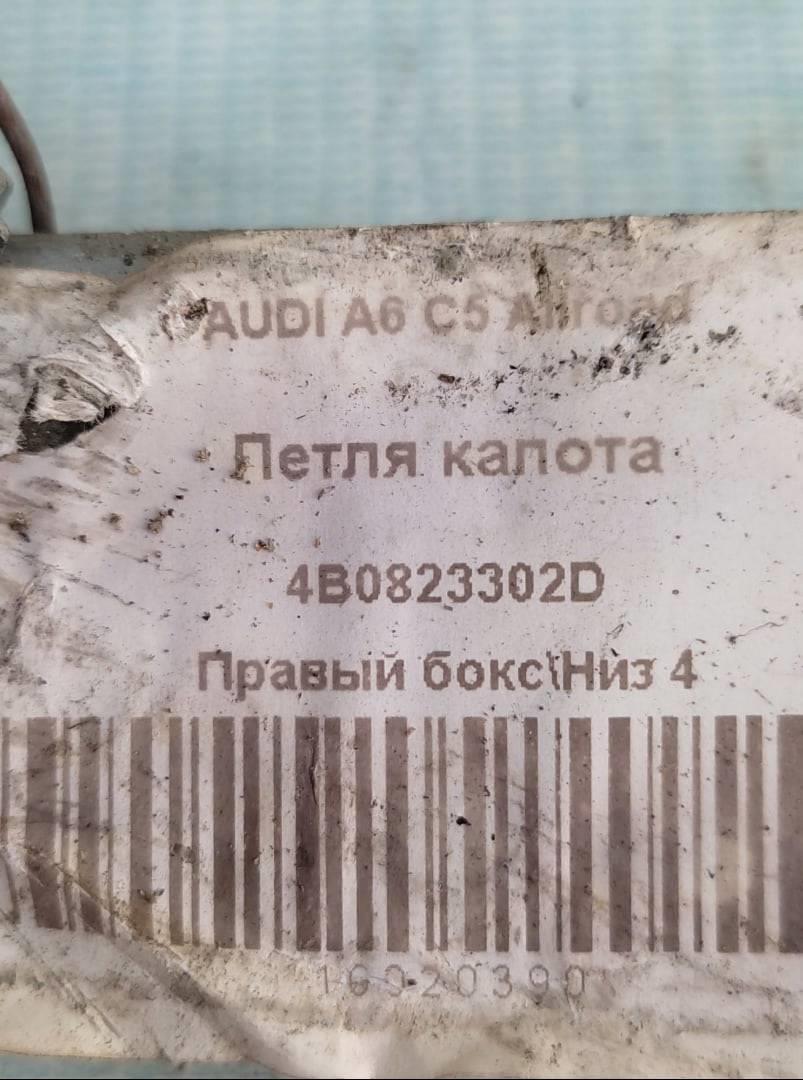 AUDI A6 C5 Allroad
Петля капота
4B0823302D
Правый бокс\Низ 4
16020390